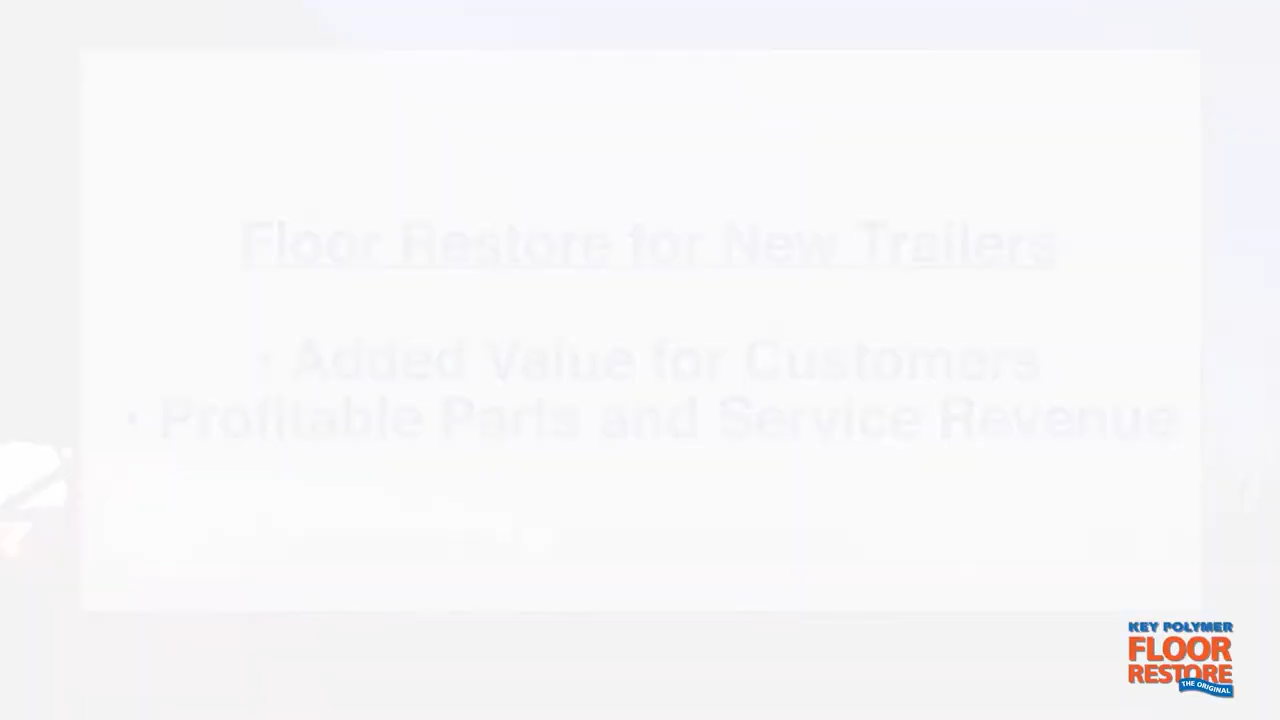 Floor Restore for New Trailers
• Added Value for Customers
• Profitable Parts and Service Revenue
KEY POLYMER
FLOOR
RESTORE
THE ORIGINAL